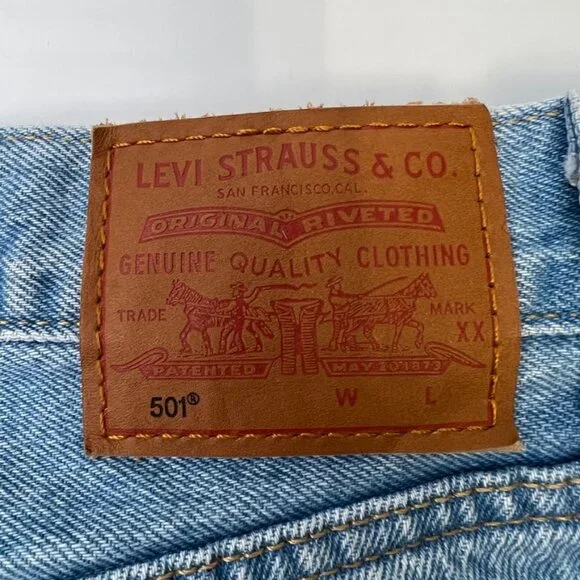 LEVI STRAUSS & CO.
SAN FRANCISCO, CAL.
ORIGINAL RIVETED
GENUINE QUALITY CLOTHING
TRADE MARK
XX
PATENTED MAY 20 1873
501® W L